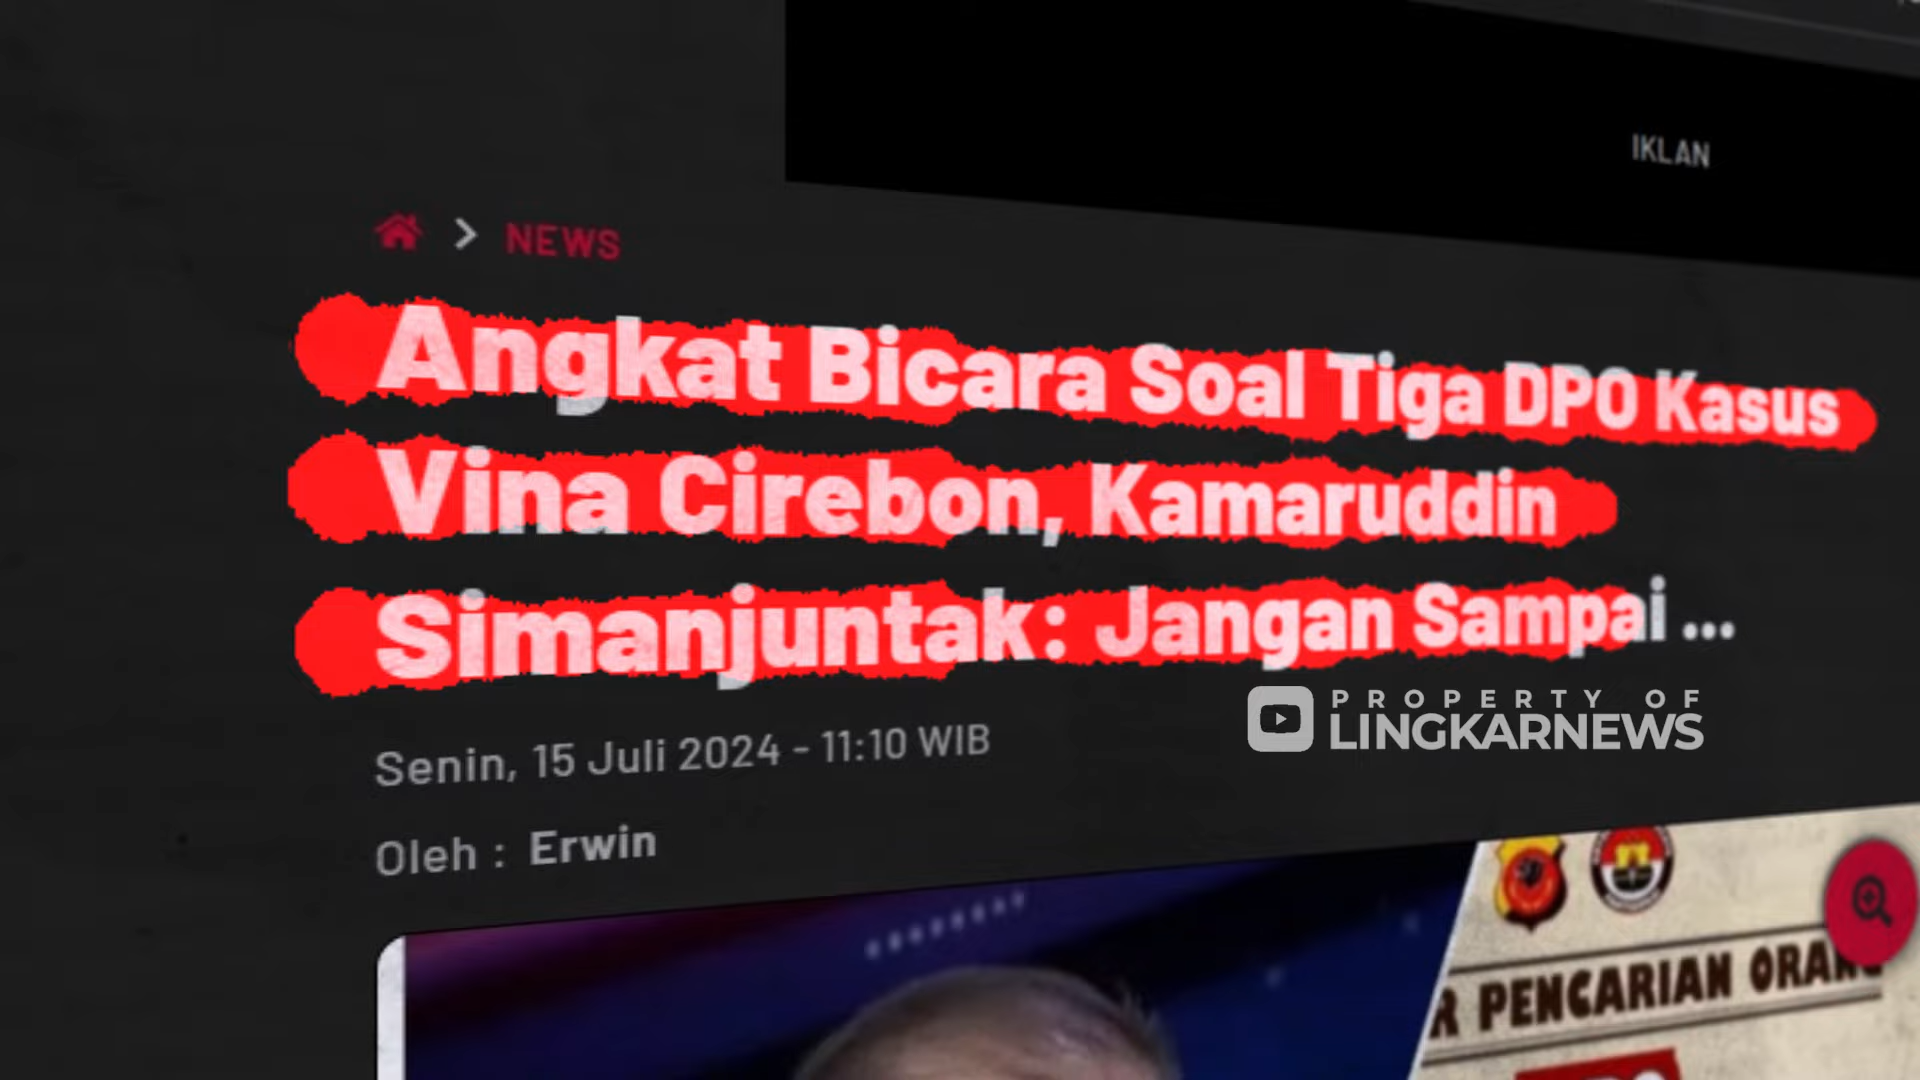 IKLAN
NEWS
Angkat Bicara Soal Tiga DPO Kasus
Vina Cirebon, Kamaruddin
Simanjuntak: Jangan Sampai ...
PROPERTY OF
LINGKARNEWS
Senin, 15 Juli 2024 - 11:10 WIB
Oleh : Erwin
R PENCARIAN ORANG